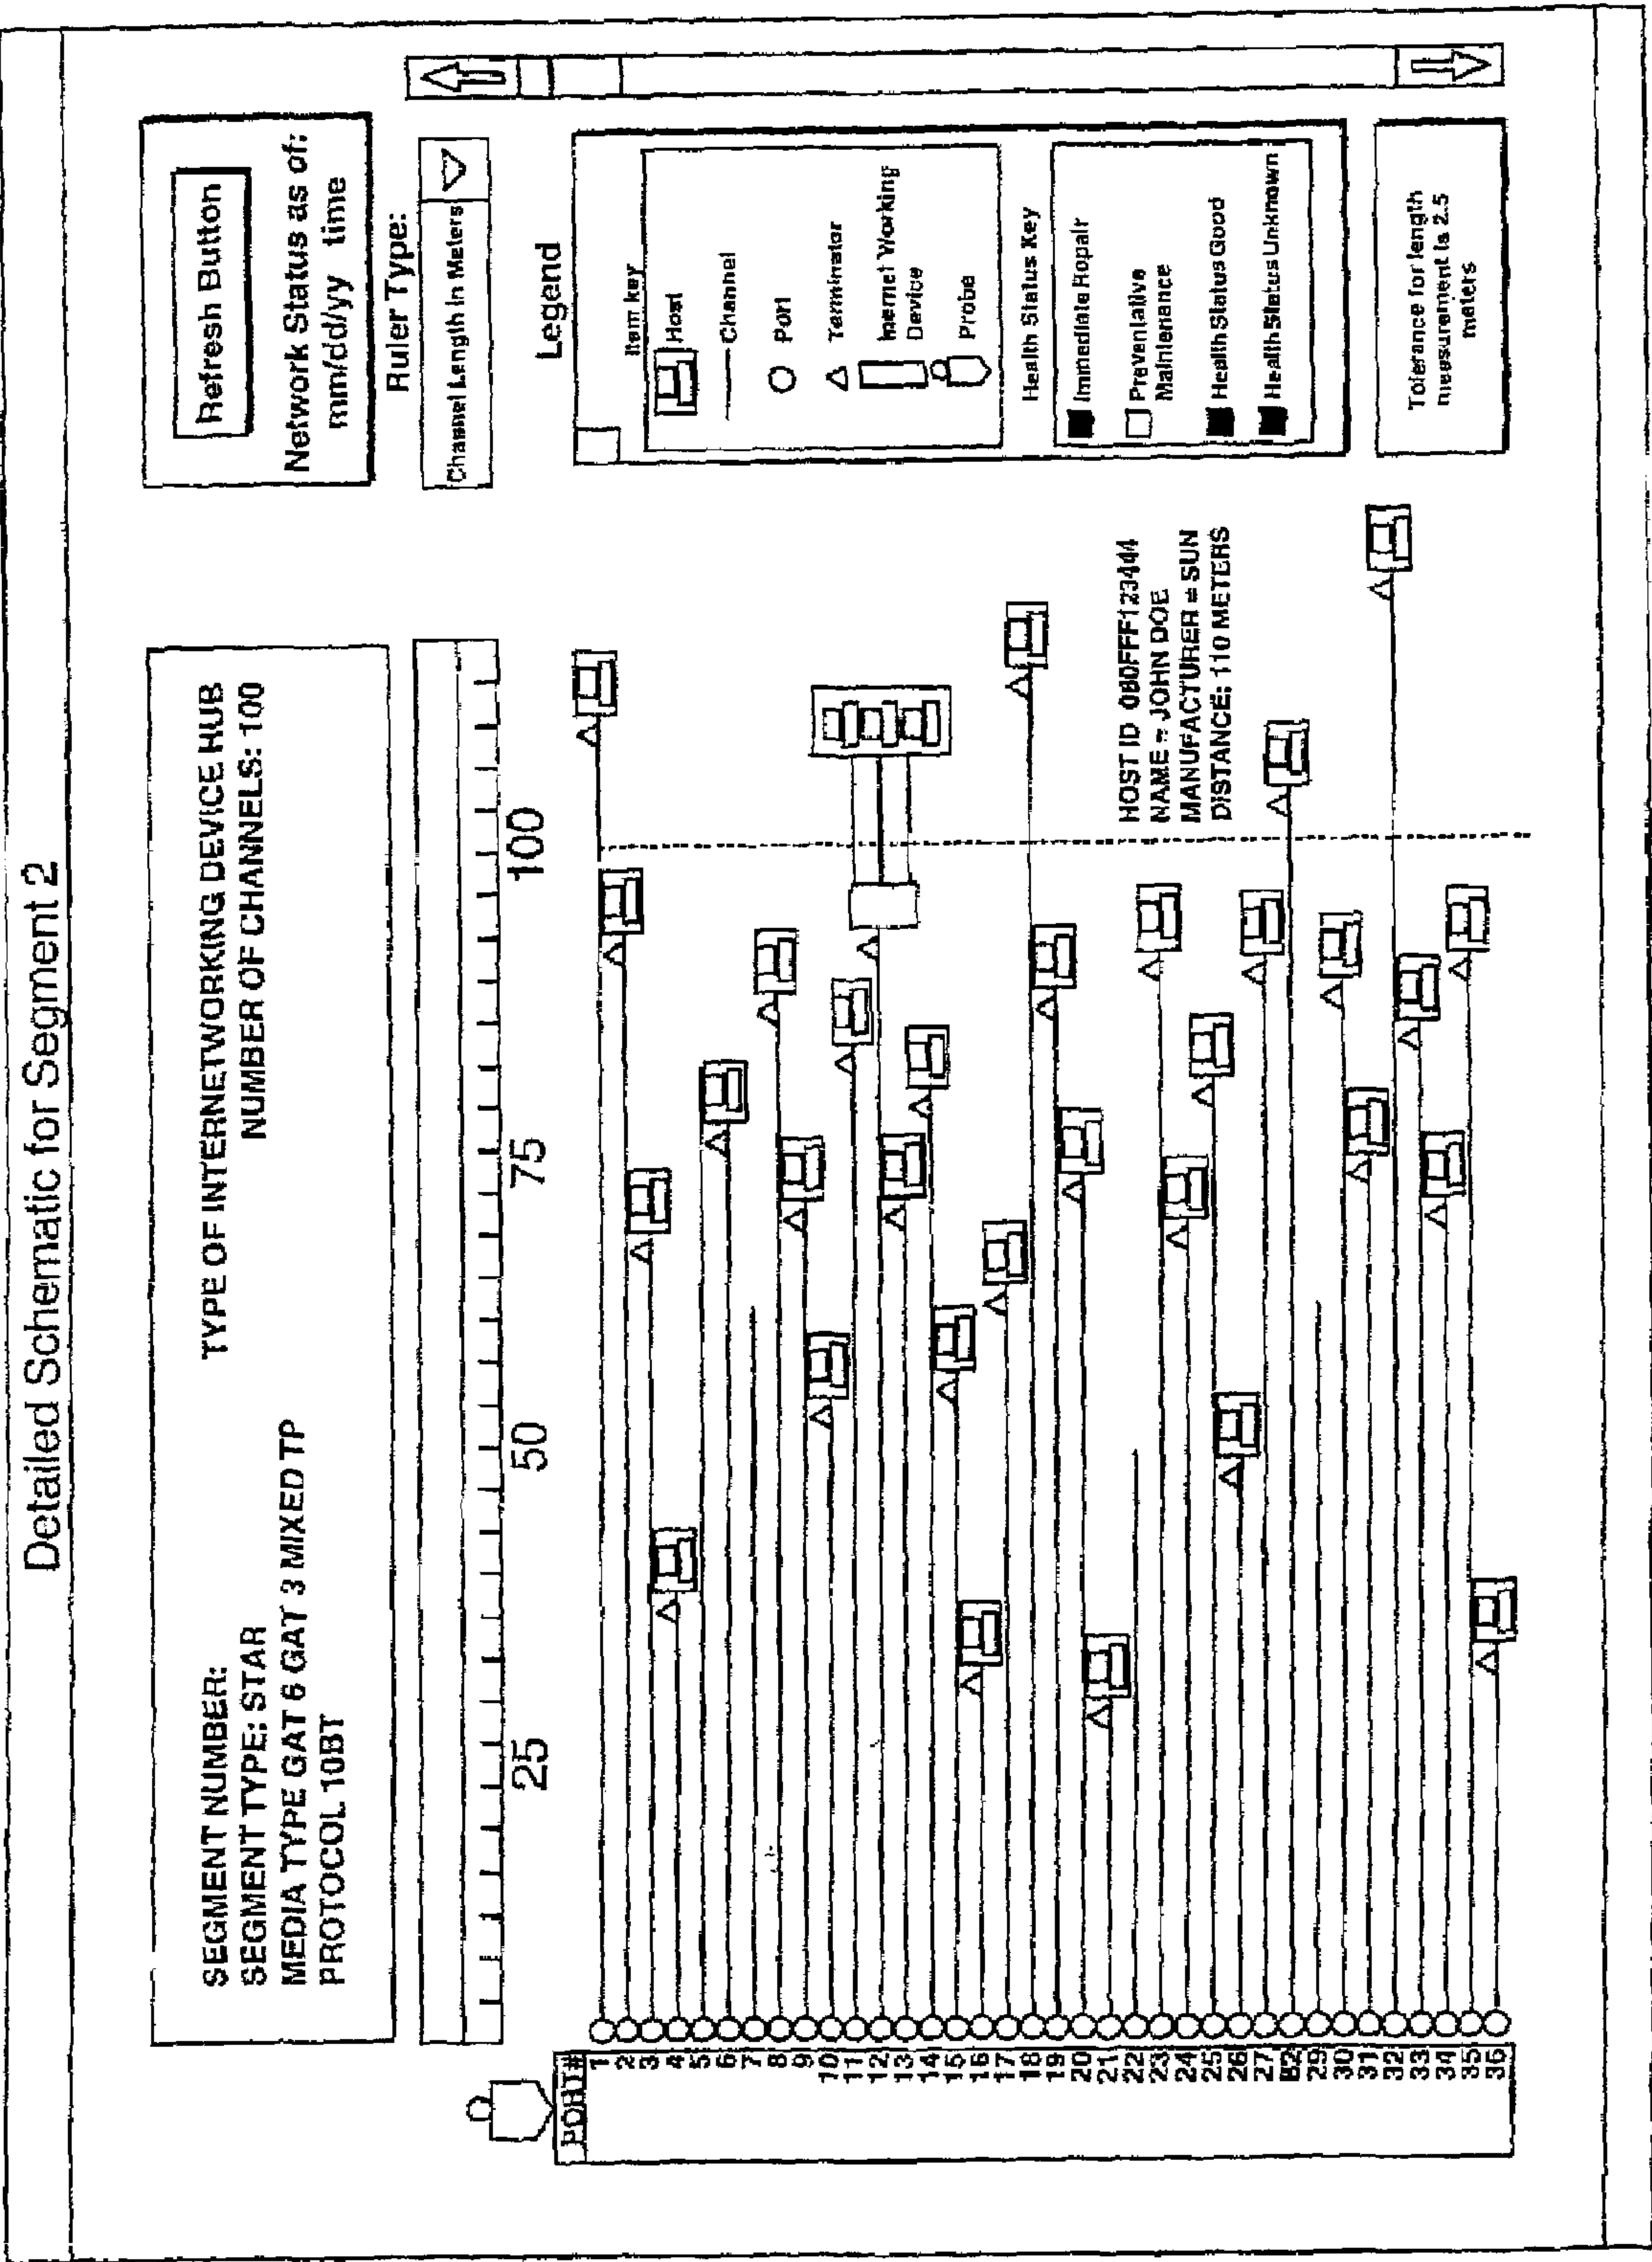 Detailed Schematic for Segment 2
SEGMENT NUMBER:
SEGMENT TYPE: STAR
MEDIA TYPE GAT 6 GAT 3 MIXED TP
PROTOCOL 10BT
TYPE OF INTERNETWORKING DEVICE HUB
NUMBER OF CHANNELS: 100
Refresh Button
Network Status as of:
mm/dd/yy time
Ruler Type:
Channel Length in Meters
25
50
75
100
PORT#
1
2
3
4
5
6
7
8
9
10
11
12
13
14
15
16
17
18
19
20
21
22
23
24
25
26
27
29
30
31
32
33
34
35
36
HOST ID 080FFF123444
NAME = JOHN DOE
MANUFACTURER = SUN
DISTANCE: 110 METERS
Legend
Item key
Host
Channel
Port
Terminator
Inernet Working
Device
Probe
Health Status Key
Immediate Repair
Preventative
Maintenance
Health Status Good
Health Status Unknown
Tolerance for length
measurement is 2.5
meters